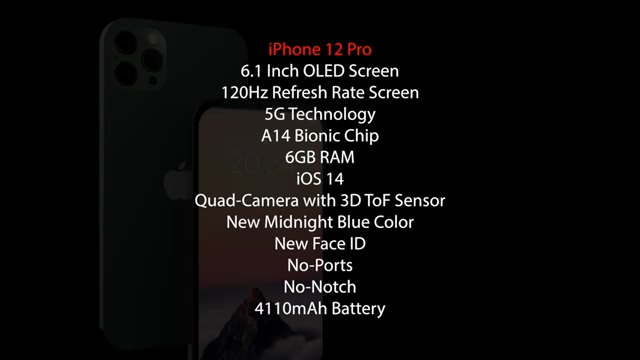 iPhone 12 Pro
6.1 Inch OLED Screen
120Hz Refresh Rate Screen
5G Technology
A14 Bionic Chip
6GB RAM
iOS 14
Quad-Camera with 3D ToF Sensor
New Midnight Blue Color
New Face ID
No-Ports
No-Notch
4110mAh Battery